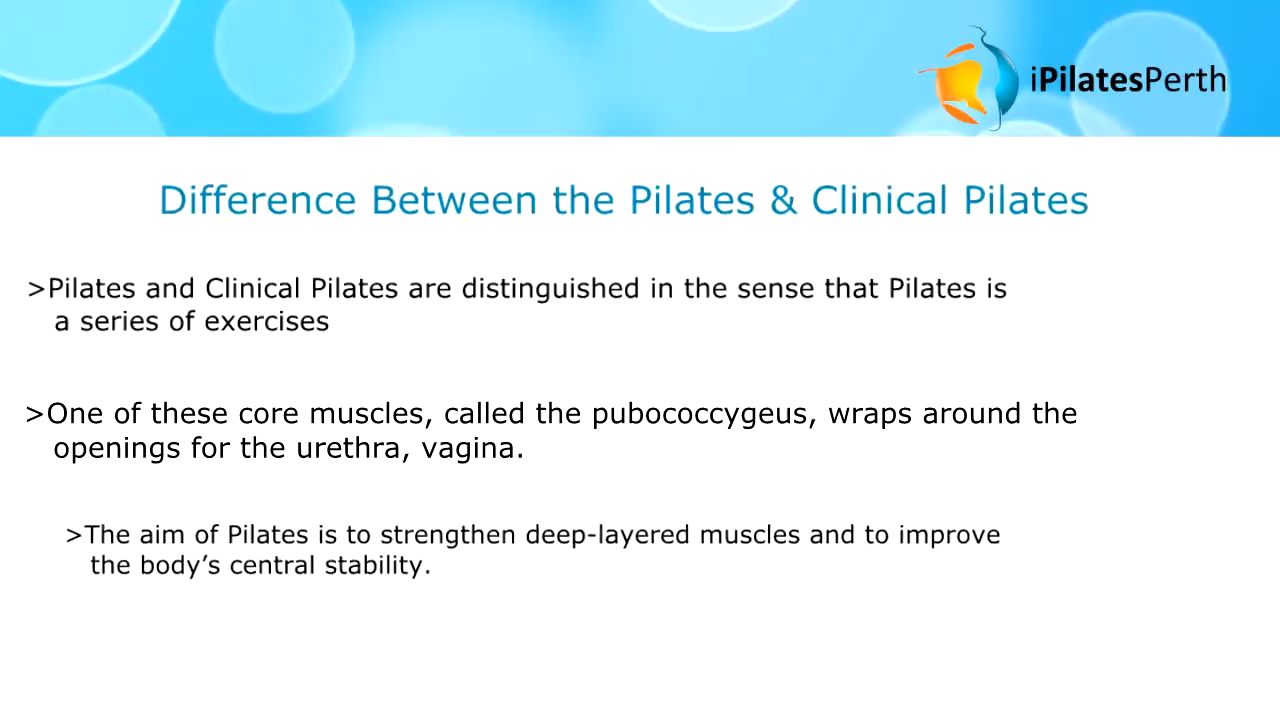 iPilatesPerth
Difference Between the Pilates & Clinical Pilates
>Pilates and Clinical Pilates are distinguished in the sense that Pilates is
a series of exercises
>One of these core muscles, called the pubococcygeus, wraps around the
openings for the urethra, vagina.
>The aim of Pilates is to strengthen deep-layered muscles and to improve
the body’s central stability.